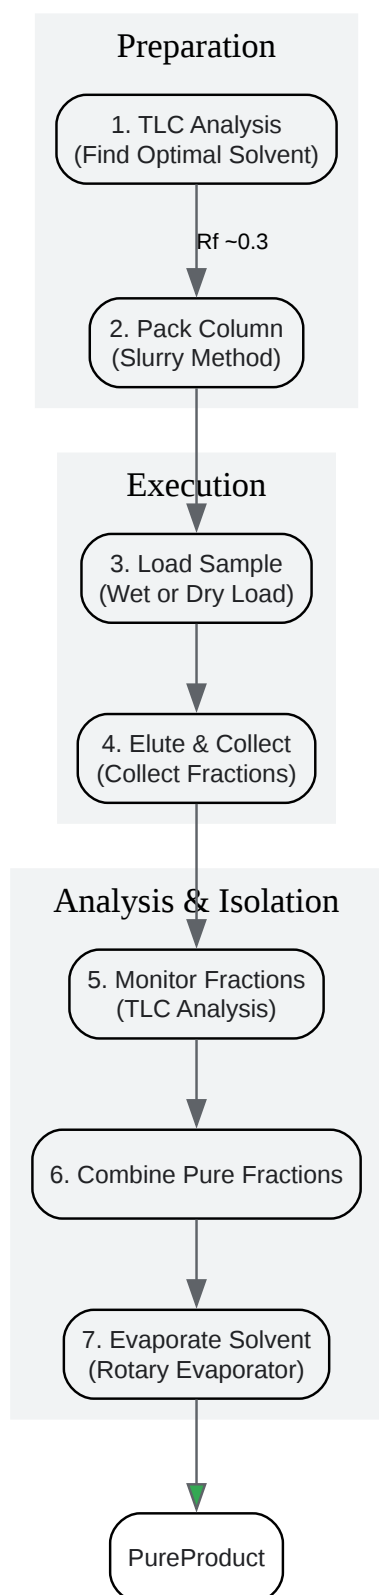 Preparation
1. TLC Analysis
(Find Optimal Solvent)
Rf ~0.3
2. Pack Column
(Slurry Method)
Execution
3. Load Sample
(Wet or Dry Load)
4. Elute & Collect
(Collect Fractions)
Analysis & Isolation
5. Monitor Fractions
(TLC Analysis)
6. Combine Pure Fractions
7. Evaporate Solvent
(Rotary Evaporator)
PureProduct